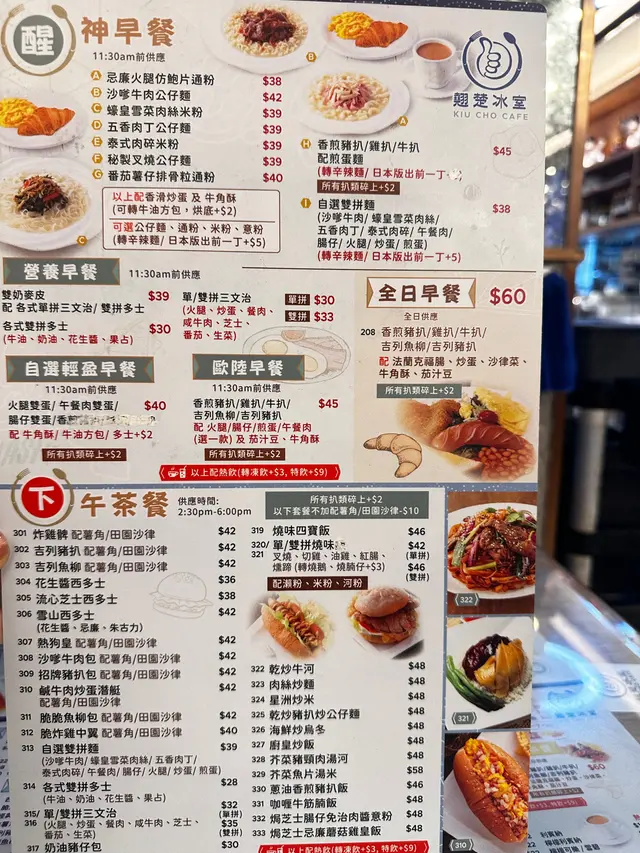 醒神早餐
11:30am前供應
A 忌廉火腿仿鮑片通粉 $38
B 沙嗲牛肉公仔麵 $42
C 蠔皇雪菜肉絲米粉 $39
D 五香肉丁公仔麵 $39
E 泰式肉碎米粉 $39
F 秘製叉燒公仔麵 $39
G 番茄薯仔排骨粒通粉 $40
以上配香滑炒蛋 及 牛角酥
(可轉牛油方包,烘底+$2)
可選公仔麵、通粉、米粉、意粉
(轉辛辣麵/ 日本版出前一丁+$5)
B
A
C
翹楚冰室
KIU CHO CAFE
H 香煎豬扒/雞扒/牛扒 $45
配煎蛋麵
(轉辛辣麵/ 日本版出前一丁
所有扒類碎上+$2
I 自選雙拼麵 $38
(沙嗲牛肉/ 蠔皇雪菜肉絲/
五香肉丁/ 泰式肉碎/ 午餐肉/
腸仔/ 火腿/ 炒蛋/ 煎蛋)
(轉辛辣麵/ 日本版出前一丁+5)
營養早餐
11:30am前供應
雙奶麥皮 $39
配 各式單拼三文治/ 雙拼多士
各式雙拼多士 $30
(牛油、奶油、花生醬、果占)
單/雙拼三文治 單拼 $30
(火腿、炒蛋、餐肉、 雙拼 $33
咸牛肉、芝士、
番茄、生菜)
自選輕盈早餐
11:30am前供應
火腿雙蛋/ 午餐肉雙蛋/ $40
腸仔雙蛋/
配 牛角酥/ 牛油方包/ 多士+$2
所有扒類碎上+$2
歐陸早餐
11:30am前供應
香煎豬扒/雞扒/牛扒/ $45
吉列魚柳/ 吉列豬扒
配 火腿/腸仔/煎蛋/午餐肉
(選一款) 及 茄汁豆、牛角酥
所有扒類碎上+$2
全日早餐 $60
全日供應
208 香煎豬扒/雞扒/牛扒/
吉列魚柳/吉列豬扒
配 法蘭克福腸、炒蛋、沙律菜、
牛角酥、茄汁豆
所有扒類碎上+$2
以上配熱飲(轉凍飲+$3, 特飲+$9)
下午茶餐
供應時間:
2:30pm-6:00pm
所有扒類碎上+$2
以下套餐不加配薯角/田園沙律-$10
301 炸雞髀 配薯角/田園沙律 $42
302 吉列豬扒 配薯角/田園沙律 $42
303 吉列魚柳 配薯角/田園沙律 $42
304 花生醬西多士 $36
305 流心芝士西多士 $38
306 雪山西多士 $42
(花生醬、忌廉、朱古力)
307 熱狗皇 配薯角/田園沙律 $42
308 沙嗲牛肉包 配薯角/田園沙律 $42
309 招牌豬扒包 配薯角/田園沙律 $42
310 鹹牛肉炒蛋潛艇 $42
配薯角/田園沙律
311 脆脆魚柳包 配薯角/田園沙律 $42
312 脆炸雞中翼 配薯角/田園沙律 $40
313 自選雙拼麵 $39
(沙嗲牛肉/ 蠔皇雪菜肉絲/ 五香肉丁/
泰式肉碎/ 午餐肉/ 腸仔/ 火腿/ 炒蛋/ 煎蛋)
314 各式雙拼多士 $28
(牛油、奶油、花生醬、果占)
315/ 單/雙拼三文治 $32 (單拼)
316 (火腿、炒蛋、餐肉、咸牛肉、芝士、 $35 (雙拼)
番茄、生菜)
317 奶油豬仔包 $30
319 燒味四寶飯 $46
320/ 單/雙拼燒味 $42 (單拼)
321 叉燒、切雞、油雞、紅腸、 $46 (雙拼)
燻蹄 (轉燒鵝、燒腩仔+$3)
配瀨粉、米粉、河粉
322 乾炒牛河 $48
323 肉絲炒麵 $48
324 星洲炒米 $48
325 乾炒豬扒炒公仔麵 $48
326 海鮮炒烏冬 $48
327 廚皇炒飯 $48
328 芥菜豬頸肉湯河 $48
329 芥菜魚片湯米 $58
330 蔥油香煎豬扒飯 $46
331 咖喱牛筋腩飯 $48
332 焗芝士腸仔免治肉醬意粉 $48
333 焗芝士忌廉蘑菇雞皇飯 $48
以上配熱飲(轉凍飲+$3, 特飲+$9)
322
321
310
$60